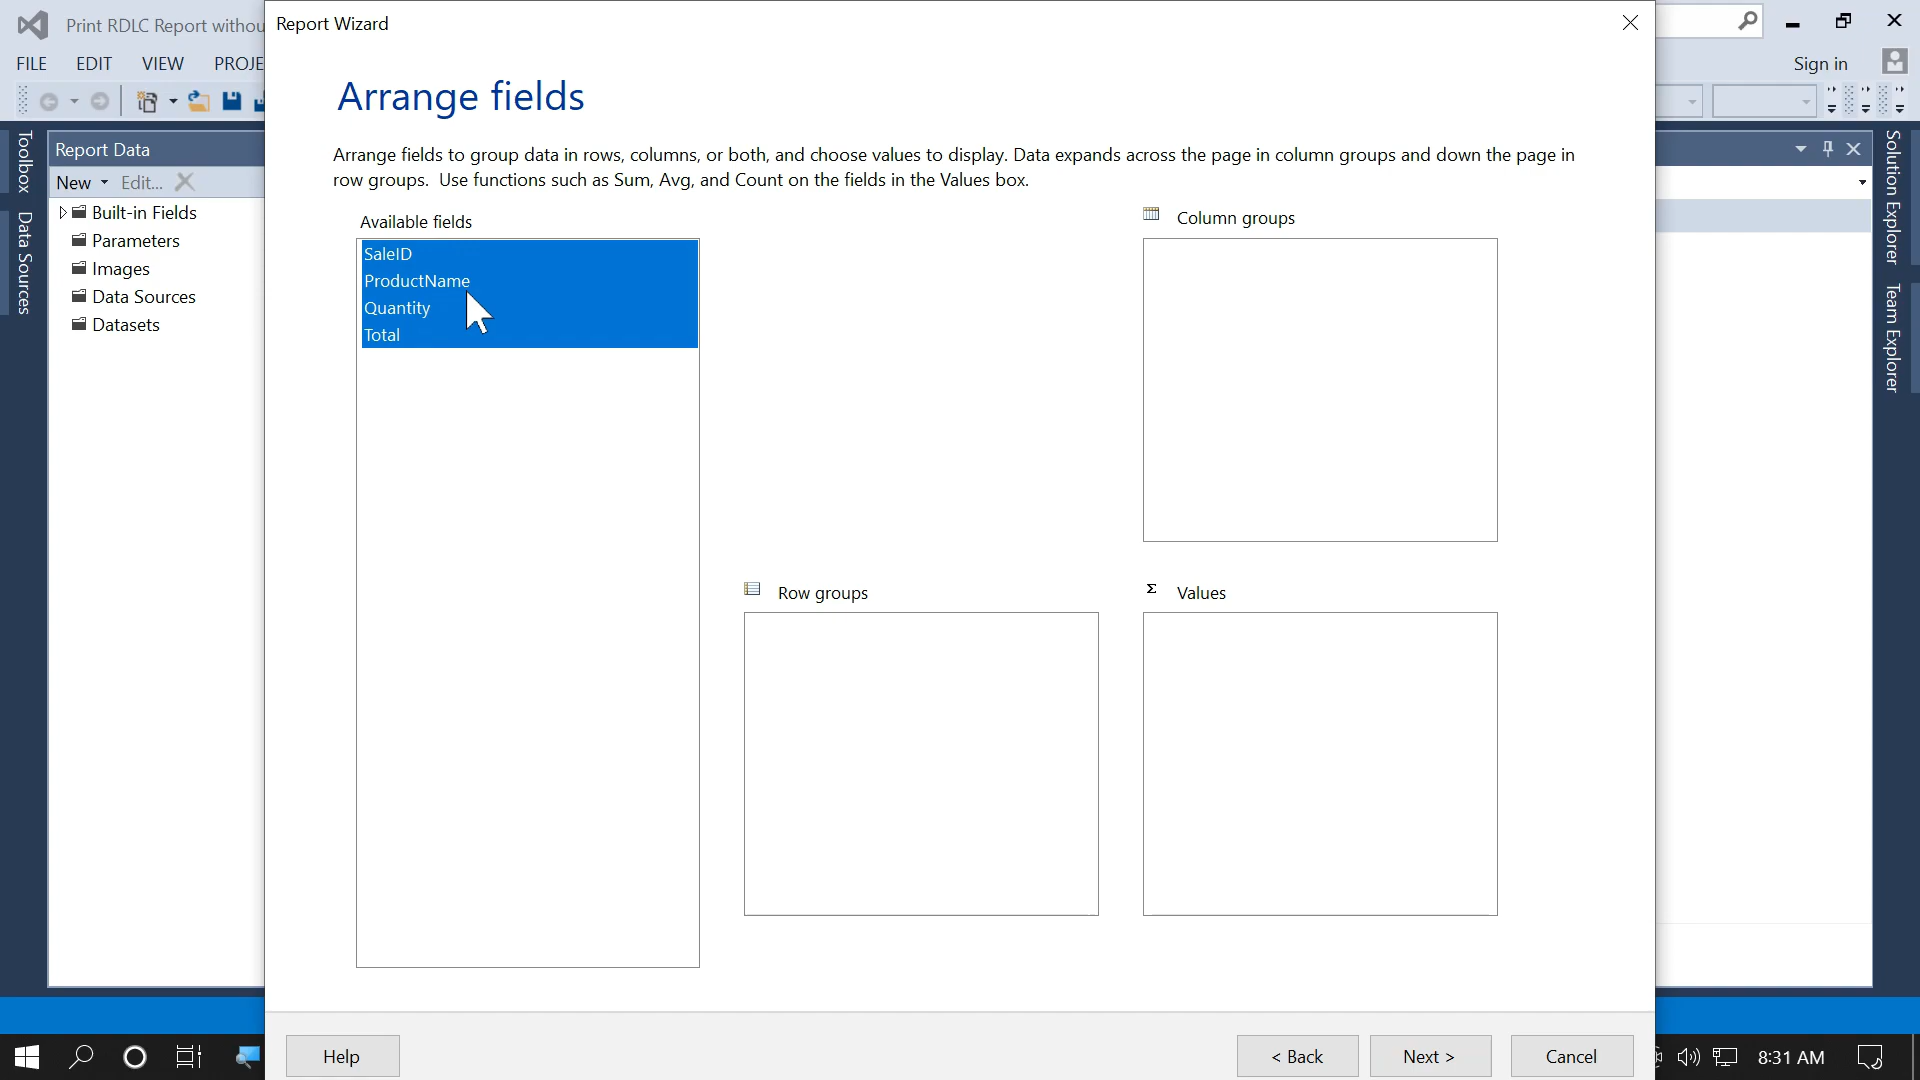 Print RDLC Report withou
Report Wizard
FILE EDIT VIEW PROJE
Sign in
Arrange fields
Toolbox
Data Sources
Report Data
New Edit...
Built-in Fields
Parameters
Images
Data Sources
Datasets
Arrange fields to group data in rows, columns, or both, and choose values to display. Data expands across the page in column groups and down the page in
row groups. Use functions such as Sum, Avg, and Count on the fields in the Values box.
Available fields
SaleID
ProductName
Quantity
Total
Column groups
Row groups
Σ Values
Solution Explorer
Team Explorer
Help
< Back
Next >
Cancel
8:31 AM